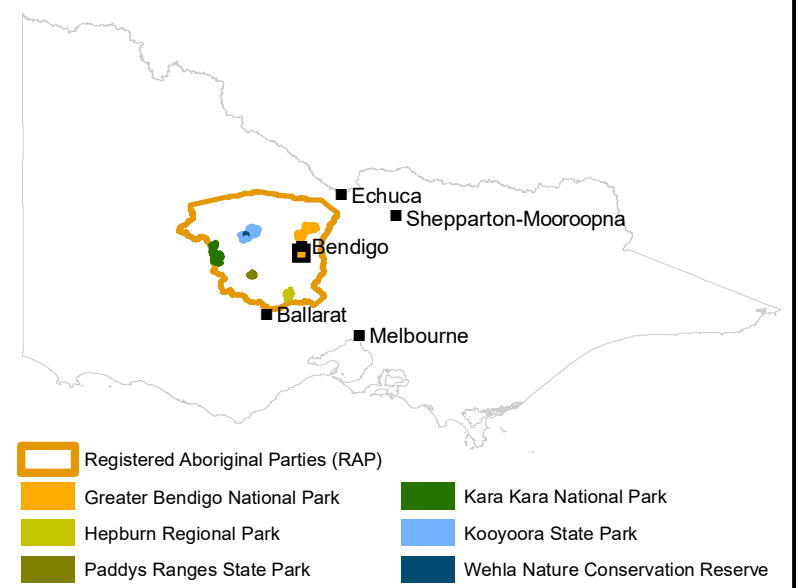 Echuca
Shepparton-Mooroopna
Bendigo
Ballarat
Melbourne
Registered Aboriginal Parties (RAP)
Greater Bendigo National Park
Kara Kara National Park
Hepburn Regional Park
Kooyoora State Park
Paddys Ranges State Park
Wehla Nature Conservation Reserve